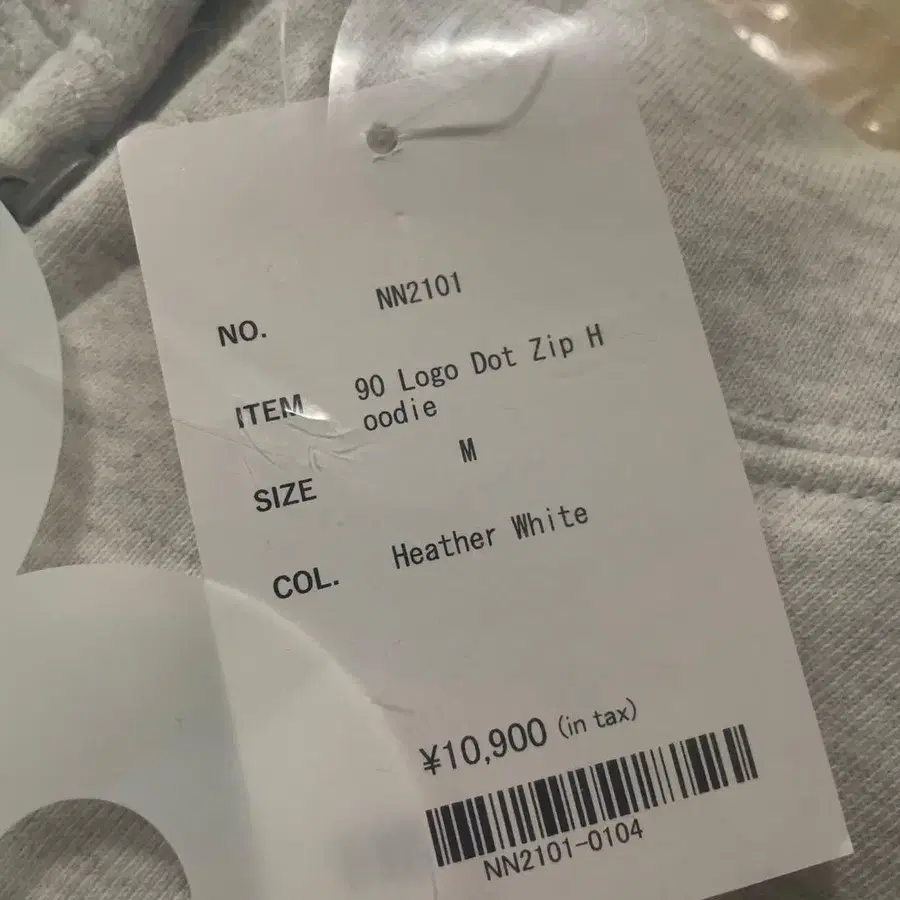 NO. NN2101
ITEM 90 Logo Dot Zip H
oodie
SIZE M
COL. Heather White
¥10,900 (in tax)
NN2101-0104